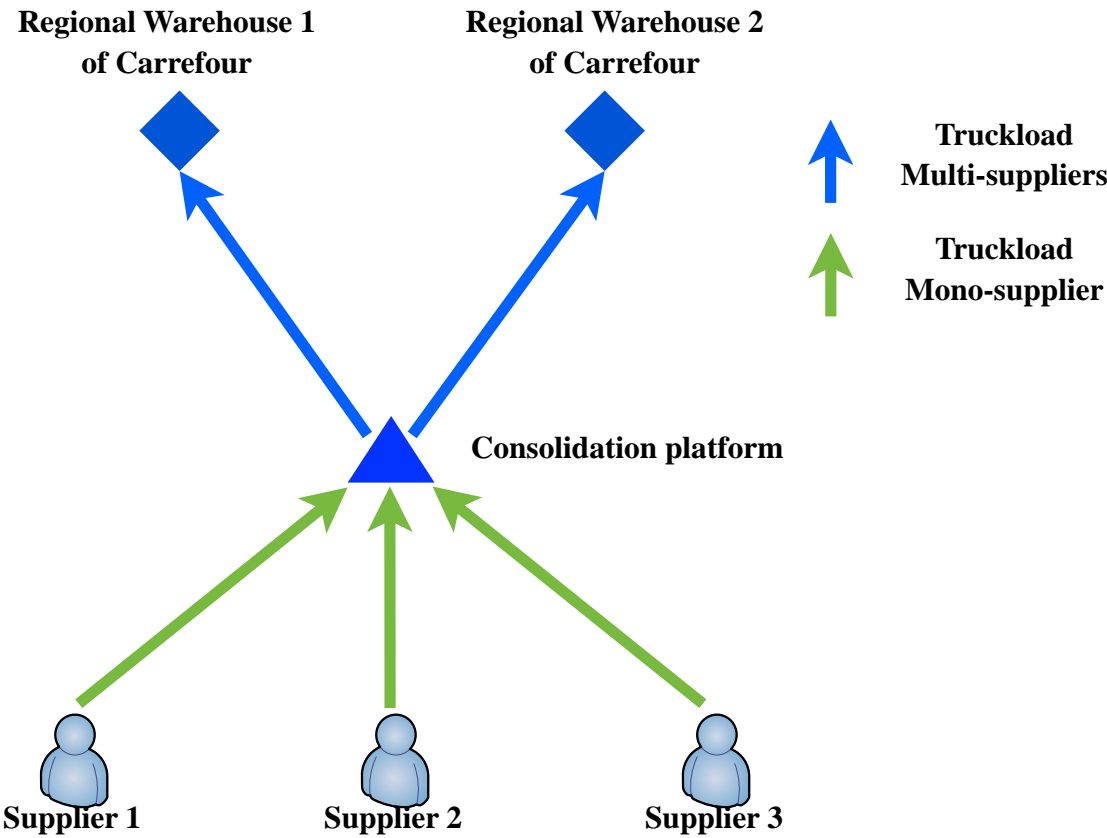 Regional Warehouse 1
of Carrefour
Regional Warehouse 2
of Carrefour
Truckload
Multi-suppliers
Truckload
Mono-supplier
Consolidation platform
Supplier 1
Supplier 2
Supplier 3